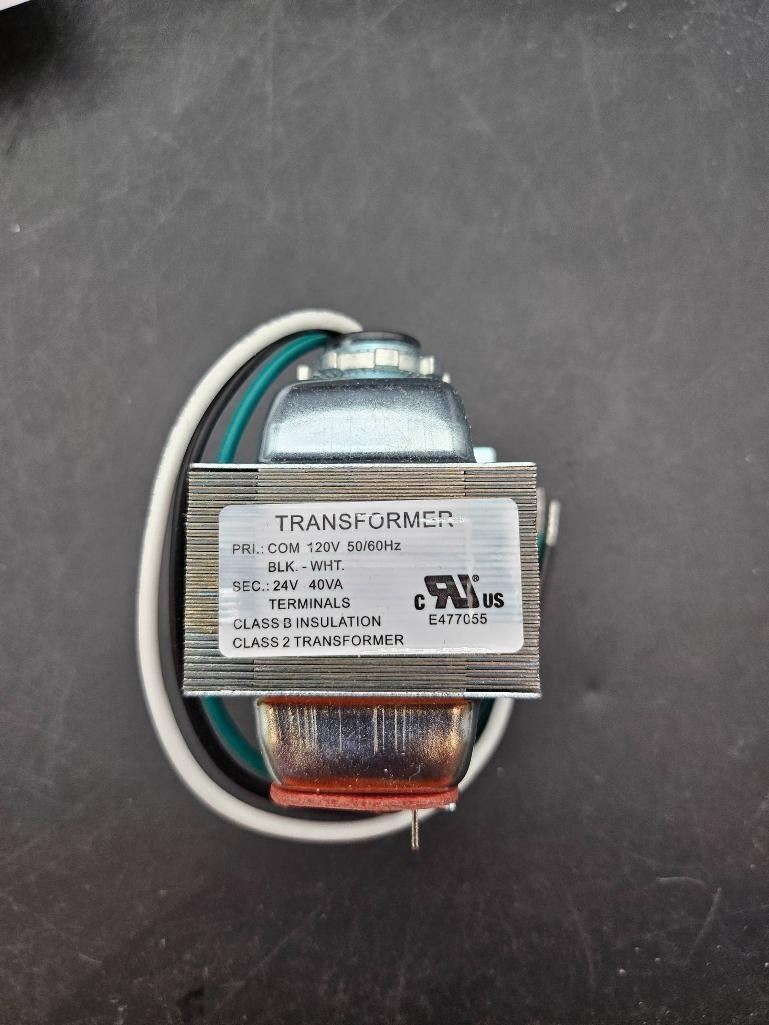 TRANSFORMER
PRI.: COM 120V 50/60Hz
BLK. - WHT.
SEC.: 24V 40VA
TERMINALS
CLASS B INSULATION
CLASS 2 TRANSFORMER
C RU® US
E477055